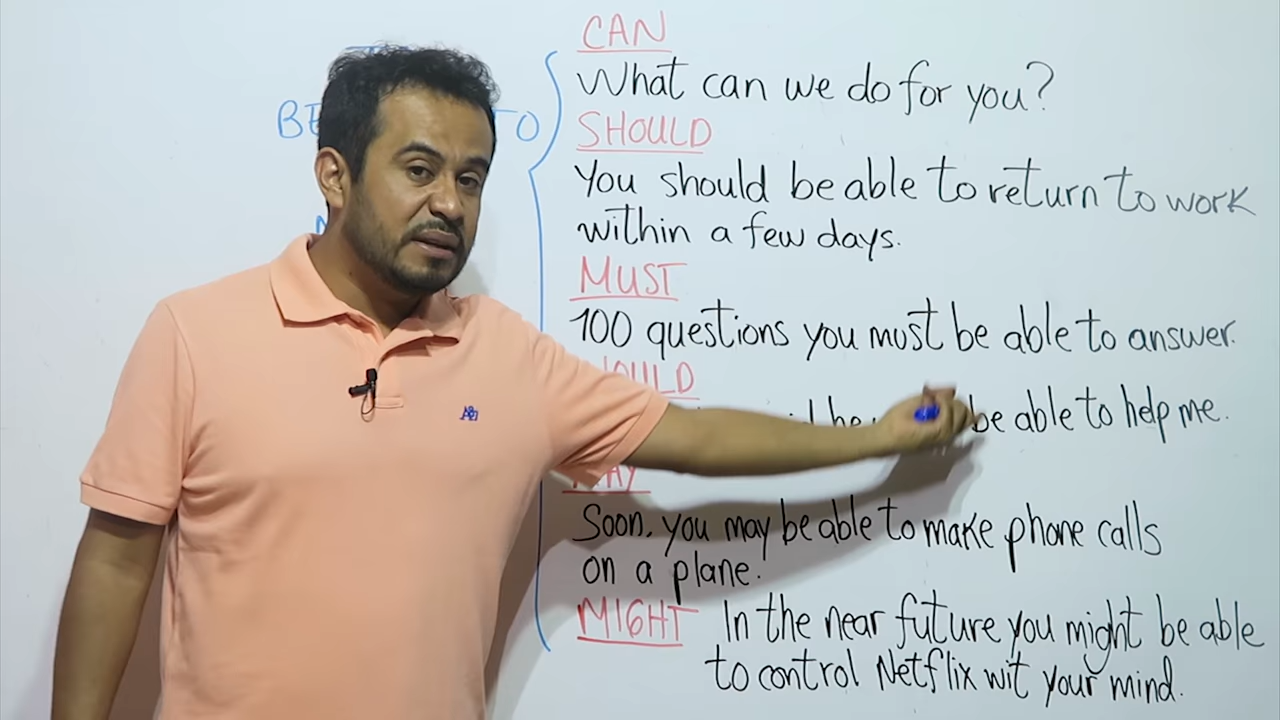 CAN
What can we do for you?
SHOULD
You should be able to return to work
within a few days.
MUST
100 questions you must be able to answer.
be able to help me.
Soon, you may be able to make phone calls
on a plane.
MIGHT In the near future you might be able
to control Netflix wit your mind.
BE TO